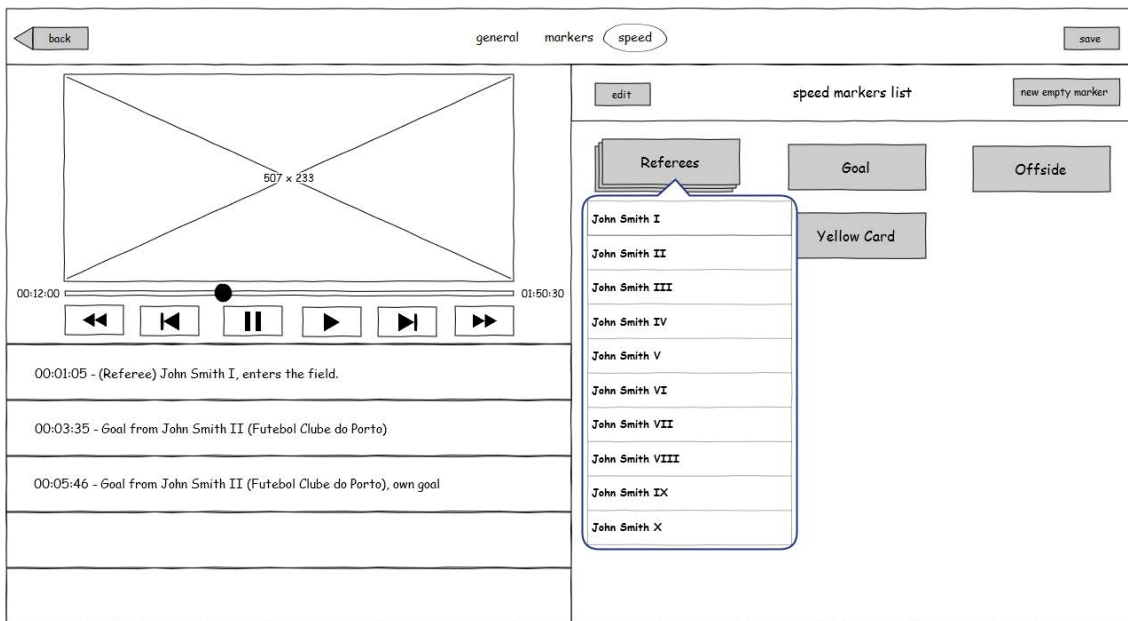 back
general
markers
speed
save
507 x 233
00:12:00
01:50:30
00:01:05 - (Referee) John Smith I, enters the field.
00:03:35 - Goal from John Smith II (Futebol Clube do Porto)
00:05:46 - Goal from John Smith II (Futebol Clube do Porto), own goal
edit
speed markers list
new empty marker
Referees
Goal
Offside
Yellow Card
John Smith I
John Smith II
John Smith III
John Smith IV
John Smith V
John Smith VI
John Smith VII
John Smith VIII
John Smith IX
John Smith X